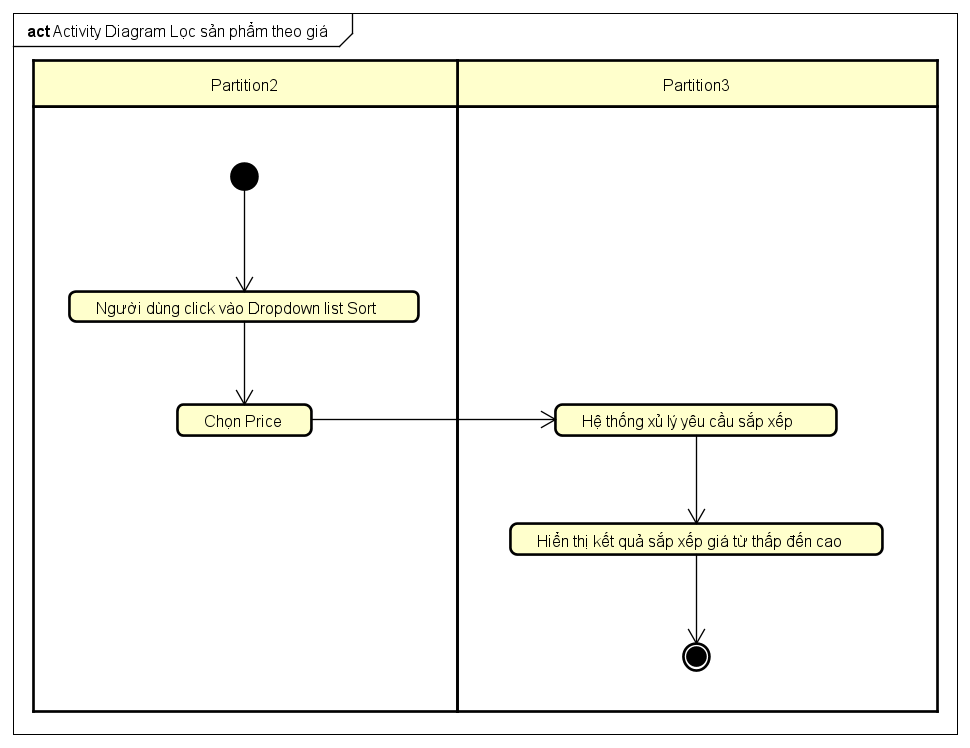 act Activity Diagram Lọc sản phẩm theo giá
Partition2
Partition3
Người dùng click vào Dropdown list Sort
Chọn Price
Hệ thống xủ lý yêu cầu sắp xếp
Hiển thị kết quả sắp xếp giá từ thấp đến cao